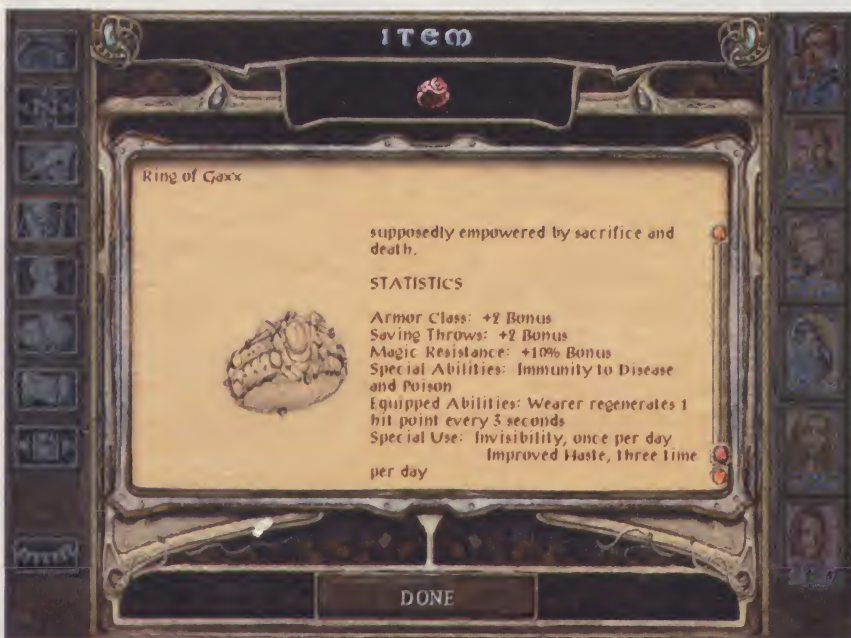 ITEM
Ring of Gaxx
supposedly empowered by sacrifice and
death.
STATISTICS
Armor Class: +2 Bonus
Saving Throws: +2 Bonus
Magic Resistance: +10% Bonus
Special Abilities: Immunity to Disease
and Poison
Equipped Abilities: Wearer regenerates 1
hit point every 3 seconds
Special Use: Invisibility, once per day
Improved Haste, three time
per day
DONE